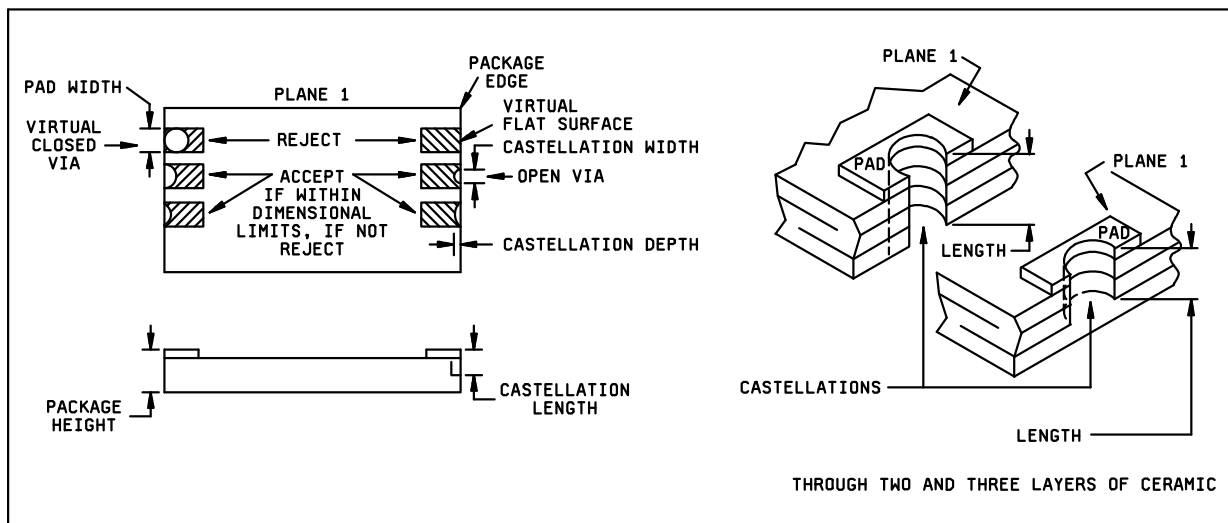 PACKAGE
EDGE
PAD WIDTH
PLANE 1
VIRTUAL
CLOSED
VIA
VIRTUAL
FLAT SURFACE
REJECT
CASTELLATION WIDTH
ACCEPT
IF WITHIN
DIMENSIONAL
LIMITS, IF NOT
REJECT
OPEN VIA
CASTELLATION DEPTH
PACKAGE
HEIGHT
CASTELLATION
LENGTH
PLANE 1
PAD
LENGTH
PLANE 1
PAD
CASTELLATIONS
LENGTH
THROUGH TWO AND THREE LAYERS OF CERAMIC